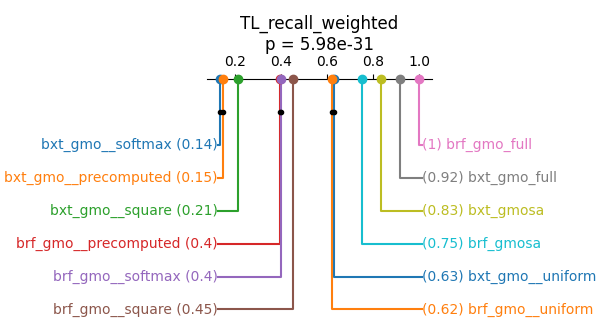 TL_recall_weighted
p = 5.98e-31
0.2 0.4 0.6 0.8 1.0
bxt_gmo__softmax (0.14) (1) brf_gmo_full
bxt_gmo__precomputed (0.15) (0.92) bxt_gmo_full
bxt_gmo__square (0.21) (0.83) bxt_gmosa
brf_gmo__precomputed (0.4) (0.75) brf_gmosa
brf_gmo__softmax (0.4) (0.63) bxt_gmo__uniform
brf_gmo__square (0.45) (0.62) brf_gmo__uniform